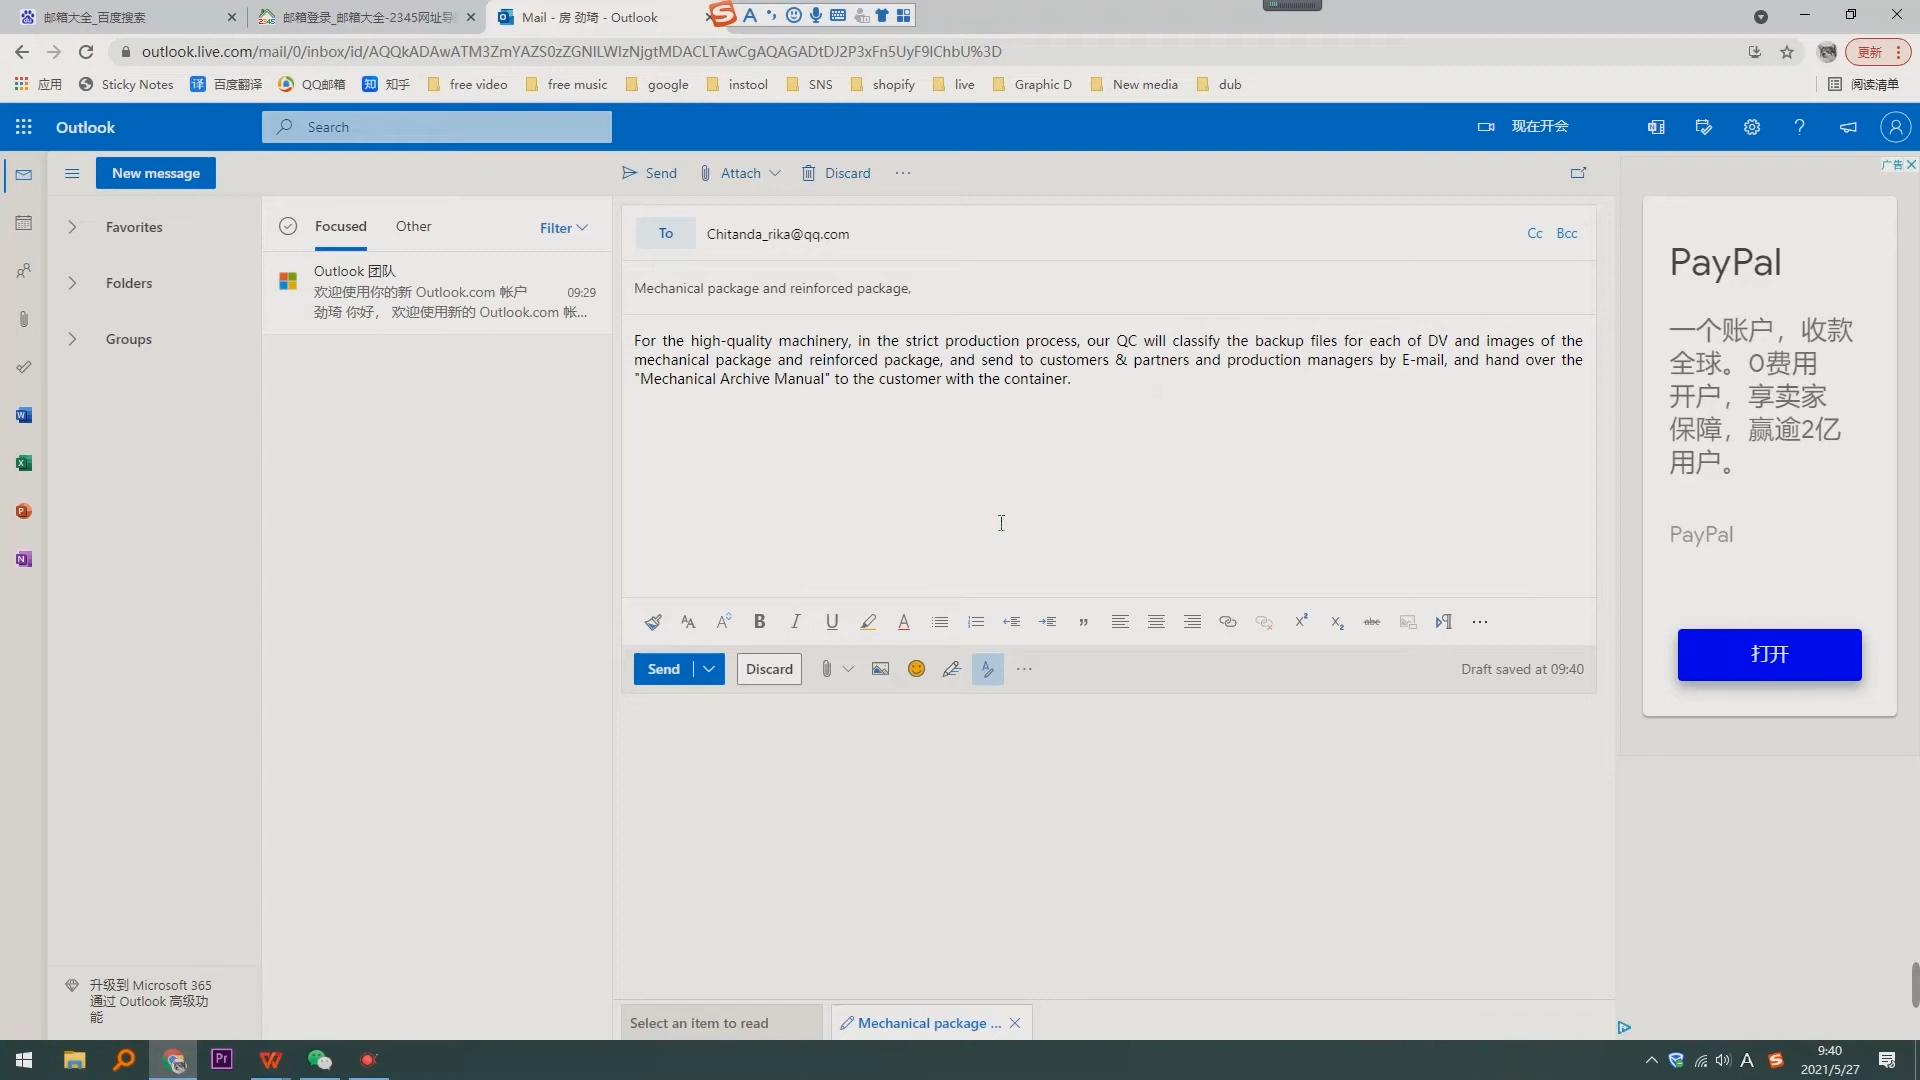 邮箱大全_百度搜索
邮箱登录_邮箱大全-2345网址导
Mail - 房 劲琦 - Outlook
outlook.live.com/mail/0/inbox/id/AQQkADAwATM3ZmYAZS0zZGNlLWIzNjgtMDACLTAwCgAQAGADtDJ2P3xFn5UyF9IChbU%3D
更新
应用
Sticky Notes
百度翻译
QQ邮箱
知乎
free video
free music
google
instool
SNS
shopify
live
Graphic D
New media
dub
阅读清单
Outlook
Search
现在开会
New message
Send
Attach
Discard
广告
Favorites
Folders
Groups
Focused
Other
Filter
Outlook 团队
欢迎使用你的新 Outlook.com 帐户
09:29
劲琦 你好， 欢迎使用新的 Outlook.com 帐...
To
Chitanda_rika@qq.com
Cc
Bcc
Mechanical package and reinforced package,
For the high-quality machinery, in the strict production process, our QC will classify the backup files for each of DV and images of the
mechanical package and reinforced package, and send to customers & partners and production managers by E-mail, and hand over the
"Mechanical Archive Manual" to the customer with the container.
Send
Discard
Draft saved at 09:40
PayPal
一个账户，收款
全球。0费用
开户，享卖家
保障，赢逾2亿
用户。
PayPal
打开
升级到 Microsoft 365
通过 Outlook 高级功
能
Select an item to read
Mechanical package ...
9:40
2021/5/27